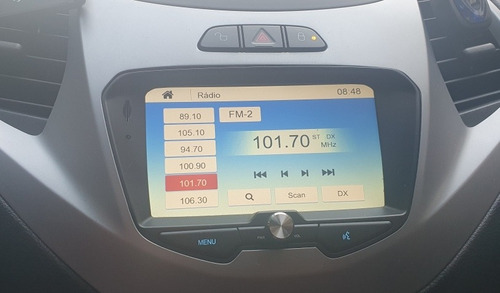 Rádio 08:48
89.10
105.10
94.70
100.90
101.70
106.30
FM-2
101.70 ST DX
MHz
Scan DX
MENU